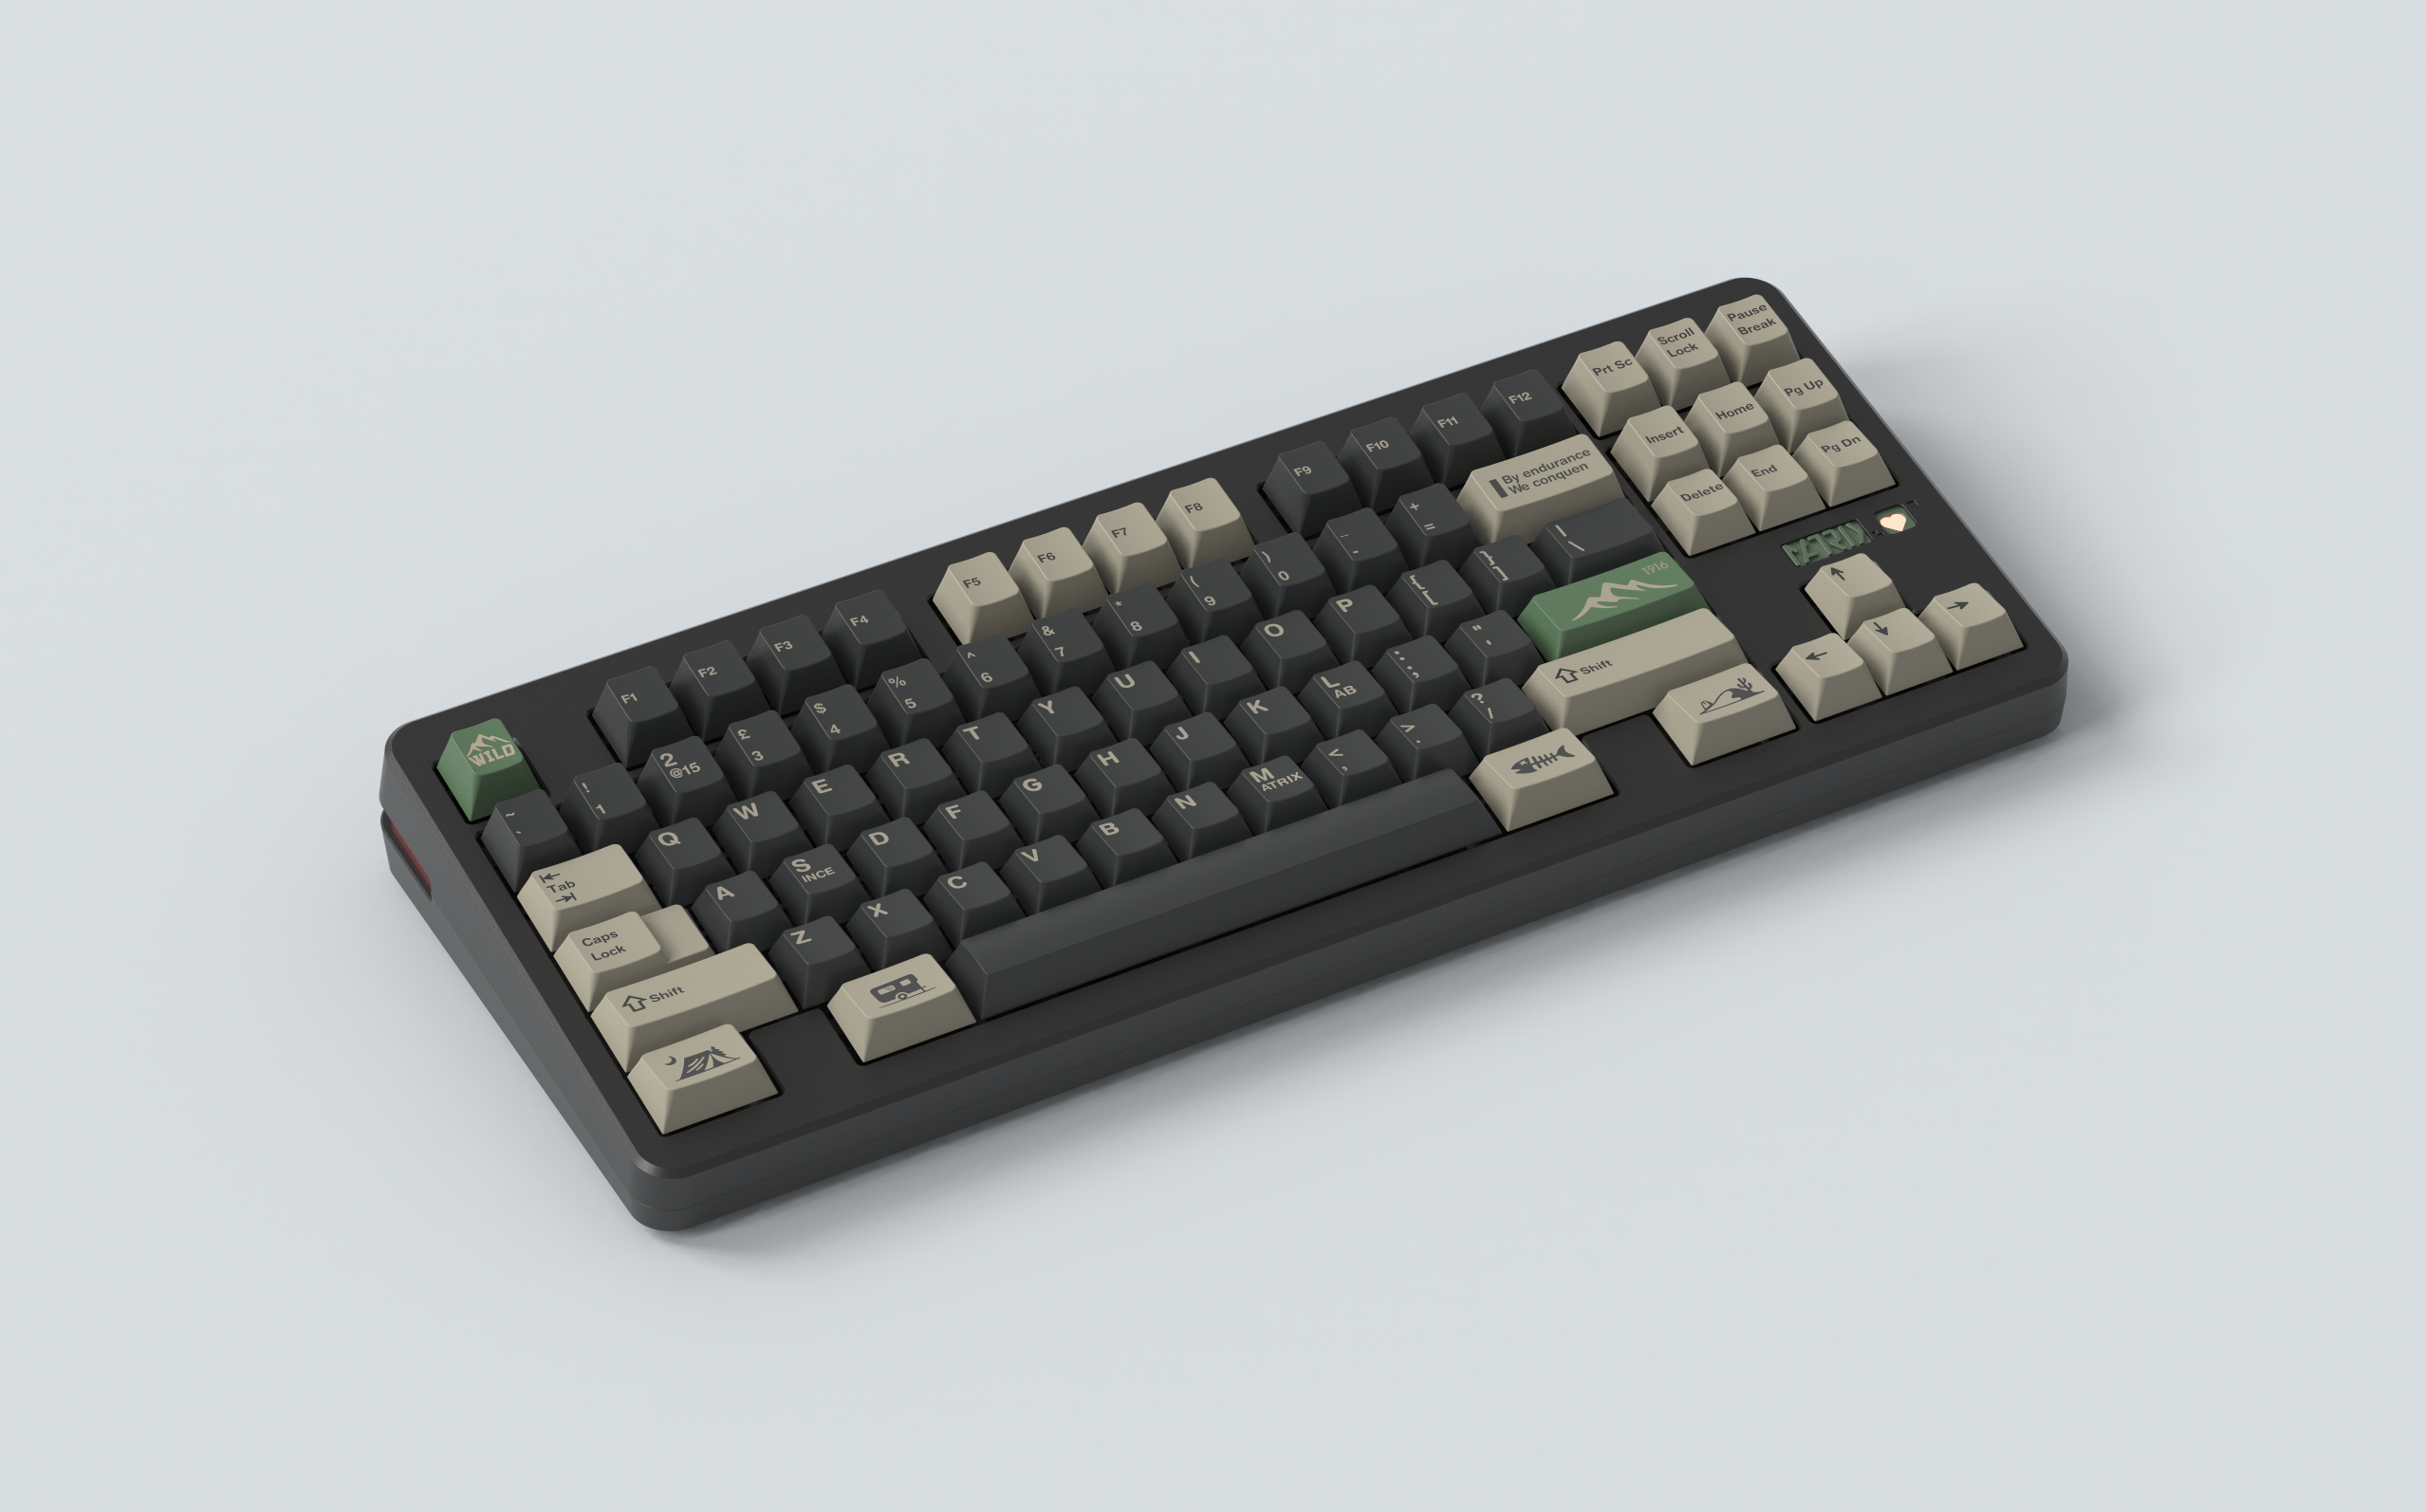 WILD
F1 F2 F3 F4 F5 F6 F7 F8 F9 F10 F11 F12
Prt Sc
Scroll
Lock
Pause
Break
~ `
! 1
2 @15
£ 3
$ 4
% 5
^ 6
& 7
* 8
( 9
) 0
_ -
+ =
By endurance
We conquen
Insert
Home
Pg Up
Tab
Q W E R T Y U I O P
{ [
} ]
| \
Delete
End
Pg Dn
Caps
Lock
A
S INCE
D F G H J K
L AB
: ;
" '
1916
MATRIX
Shift
Z X C V B N
M ATRIX
< ,
> .
? /
Shift